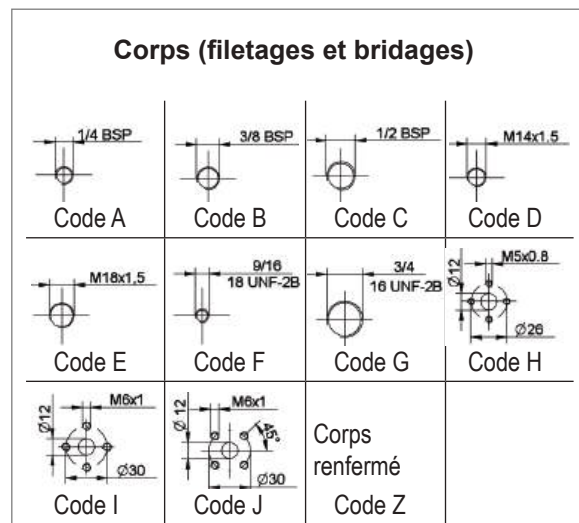 Corps (filetages et bridages)
1/4 BSP
Code A
3/8 BSP
Code B
1/2 BSP
Code C
M14x1.5
Code D
M18x1.5
Code E
9/16
18 UNF-2B
Code F
3/4
16 UNF-2B
Code G
M5x0.8
Ø12
Ø26
Code H
M6x1
Ø12
Ø30
Code I
M6x1
Ø12
45°
Ø30
Code J
Corps
renfermé
Code Z